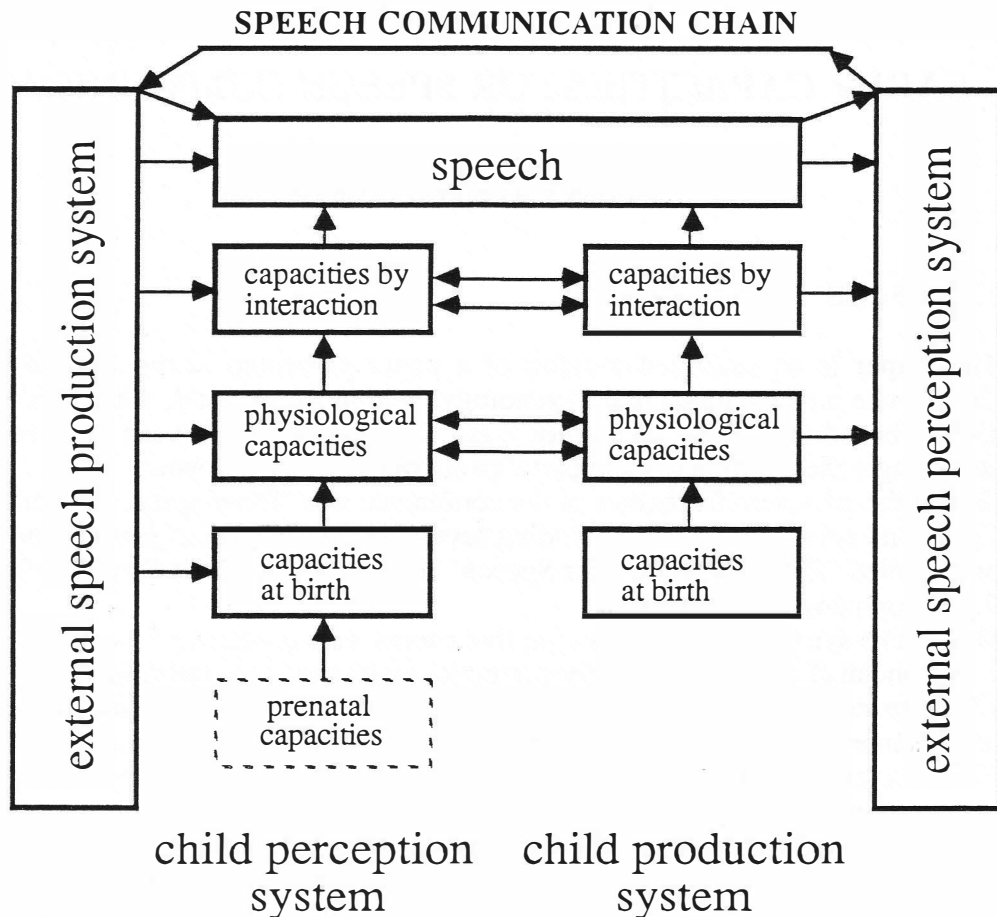 SPEECH COMMUNICATION CHAIN
external speech production system
speech
capacities by
interaction
capacities by
interaction
physiological
capacities
physiological
capacities
capacities
at birth
capacities
at birth
prenatal
capacities
external speech perception system
child perception
system
child production
system